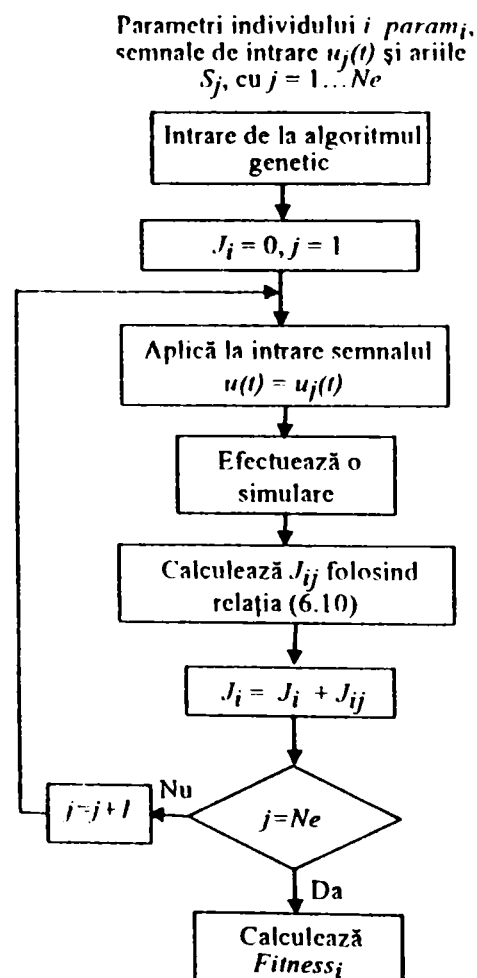 Parametri individului i param_i,
semnale de intrare u_j(t) și ariile
S_j, cu j = 1...Ne
Intrare de la algoritmul
genetic
J_i = 0, j = 1
Aplică la intrare semnalul
u(t) = u_j(t)
Efectuează o
simulare
Calculează J_ij folosind
relația (6.10)
J_i = J_i + J_ij
Nu
j=j+1
j=Ne
Da
Calculează
Fitness_i